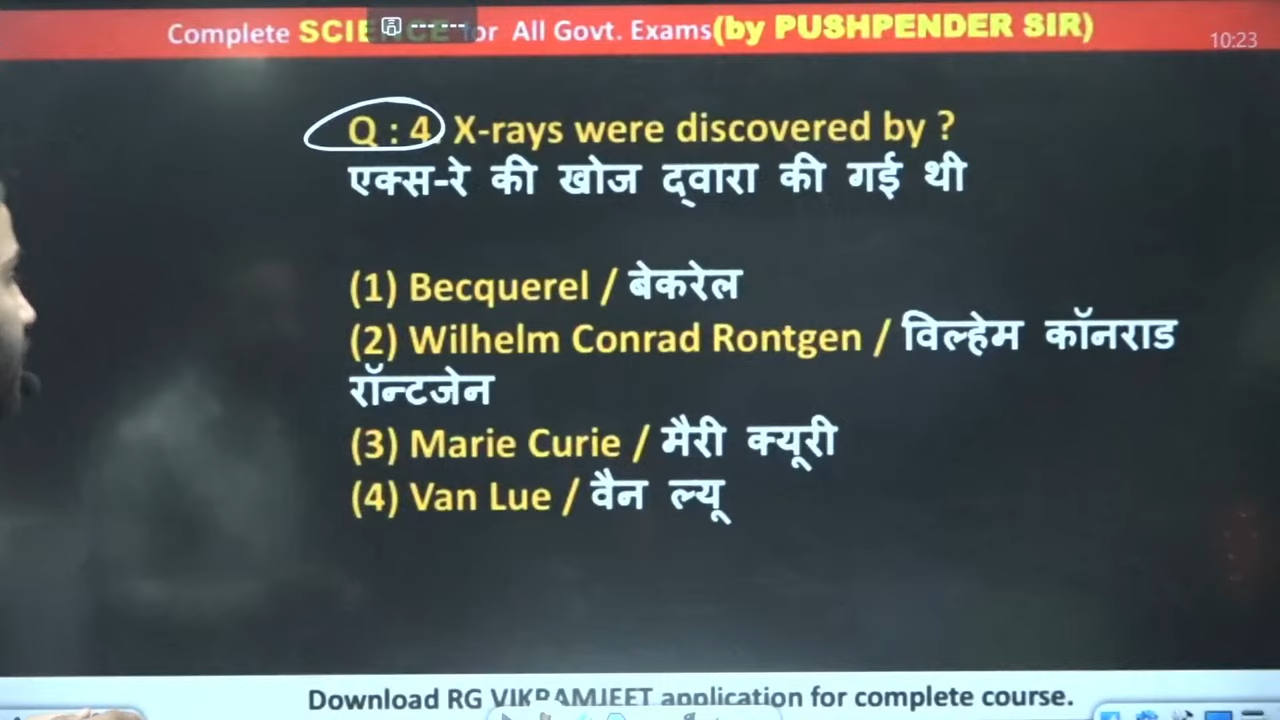 Complete SCIENCE for All Govt. Exams(by PUSHPENDER SIR)
10:23
Q : 4. X-rays were discovered by ?
एक्स-रे की खोज द्वारा की गई थी
(1) Becquerel / बेकरेल
(2) Wilhelm Conrad Rontgen / विल्हेम कॉनराड
रॉन्टजेन
(3) Marie Curie / मैरी क्यूरी
(4) Van Lue / वैन ल्यू
Download RG VIKRAMJEET application for complete course.